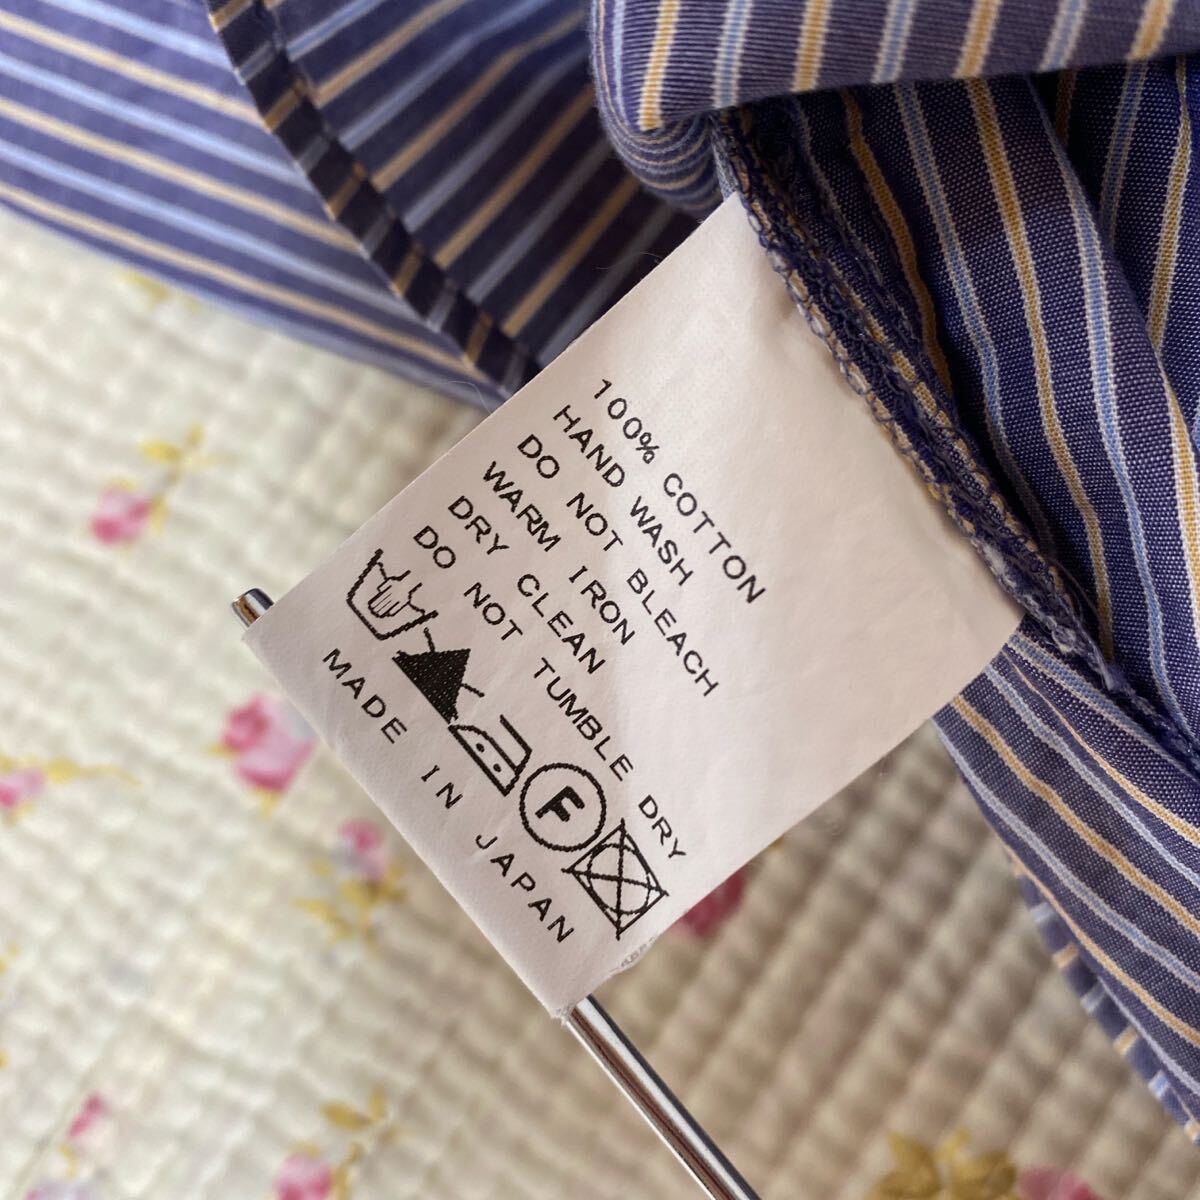 100% COTTON
HAND WASH
DO NOT BLEACH
WARM IRON
DRY CLEAN
DO NOT TUMBLE DRY
F
MADE IN JAPAN